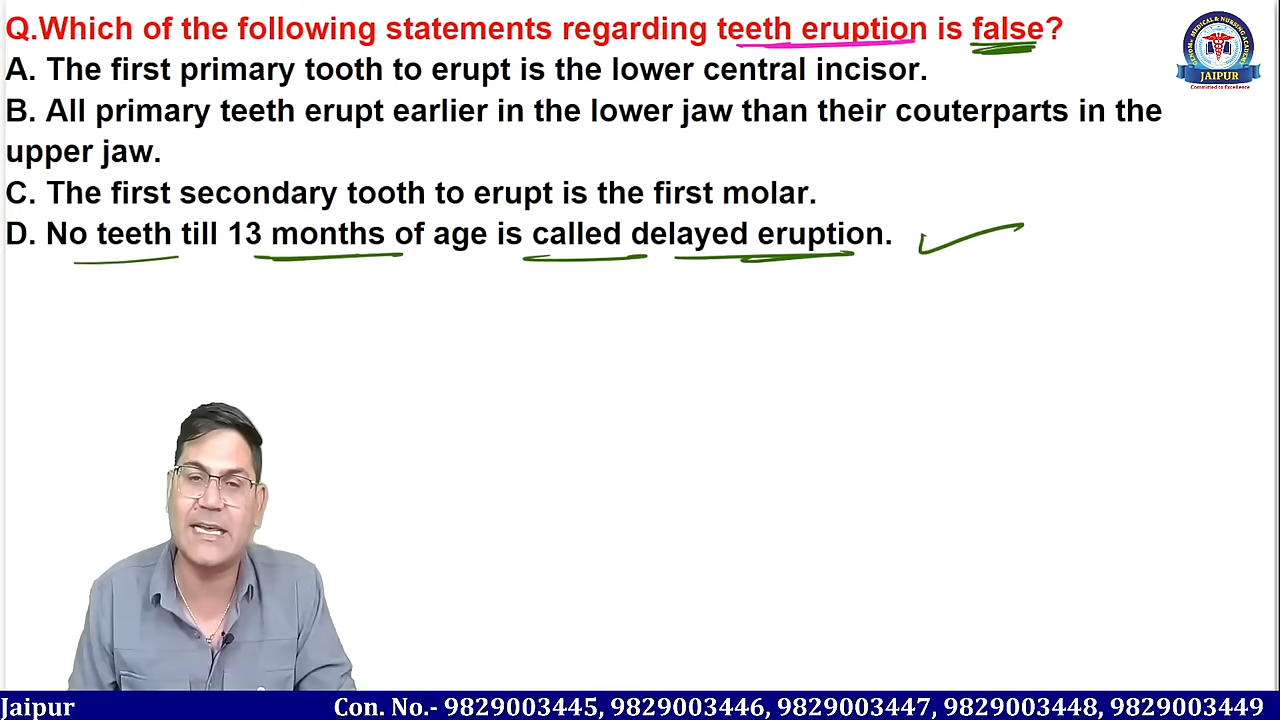 Q.Which of the following statements regarding teeth eruption is false?
A. The first primary tooth to erupt is the lower central incisor.
B. All primary teeth erupt earlier in the lower jaw than their couterparts in the
upper jaw.
C. The first secondary tooth to erupt is the first molar.
D. No teeth till 13 months of age is called delayed eruption.
JAIPUR
Committed to Excellence
Jaipur Con. No.- 9829003445, 9829003446, 9829003447, 9829003448, 9829003449